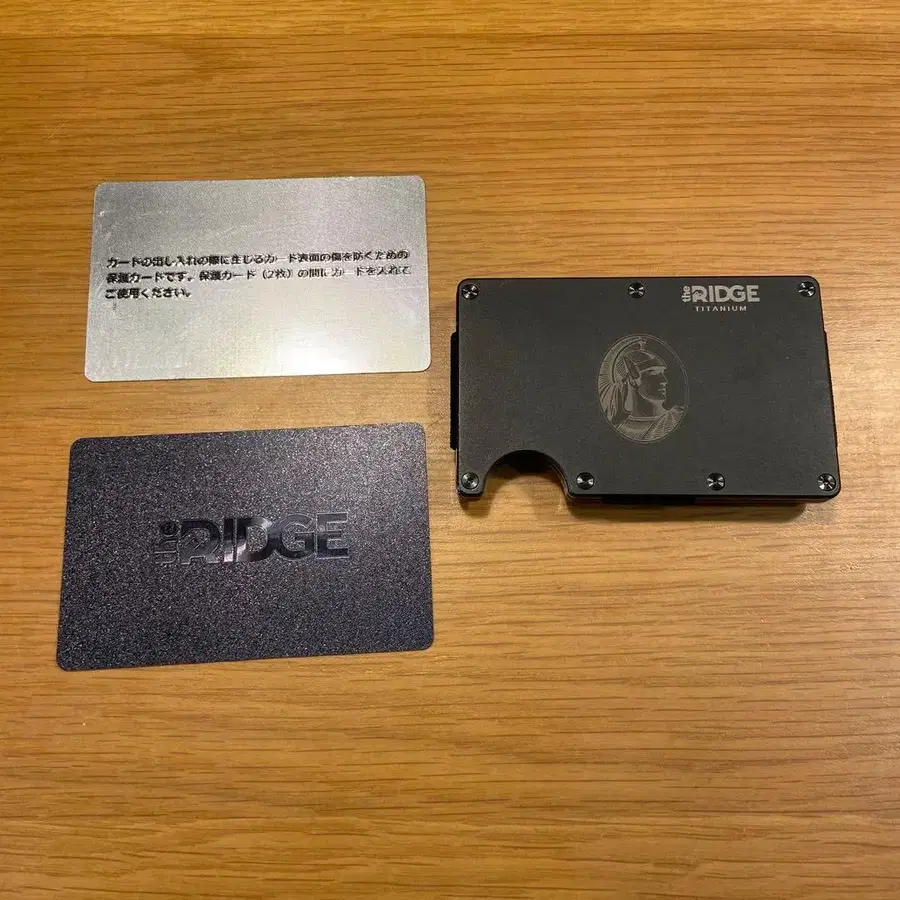 カードの出し入れの際に生じるカード表面の傷を防くための
保護カードです。保護カード（2枚）の間にカードを入れて
ご使用ください。
the RIDGE
TITANIUM
the RIDGE